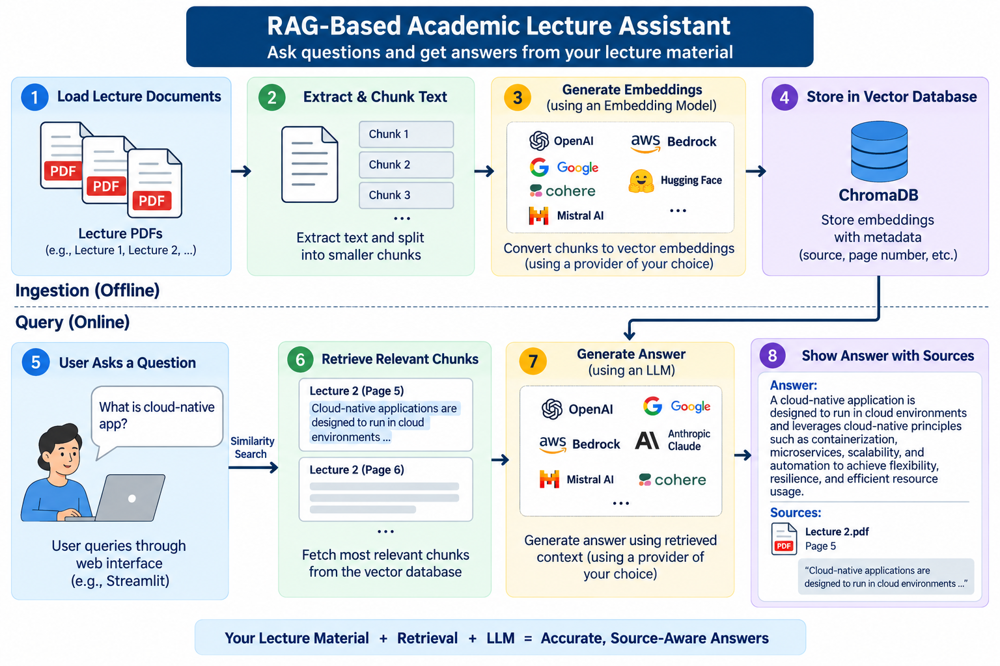 RAG-Based Academic Lecture Assistant
Ask questions and get answers from your lecture material
1 Load Lecture Documents
PDF
PDF
PDF
Lecture PDFs
(e.g., Lecture 1, Lecture 2, ...)
2 Extract & Chunk Text
Chunk 1
Chunk 2
Chunk 3
...
Extract text and split
into smaller chunks
3 Generate Embeddings
(using an Embedding Model)
OpenAI
Google
cohere
Mistral AI
aws Bedrock
Hugging Face
...
Convert chunks to vector embeddings
(using a provider of your choice)
4 Store in Vector Database
ChromaDB
Store embeddings
with metadata
(source, page number, etc.)
Ingestion (Offline)
Query (Online)
5 User Asks a Question
What is cloud-native
app?
User queries through
web interface
(e.g., Streamlit)
Similarity
Search
6 Retrieve Relevant Chunks
Lecture 2 (Page 5)
Cloud-native applications are
designed to run in cloud
environments ...
Lecture 2 (Page 6)
...
Fetch most relevant chunks
from the vector database
7 Generate Answer
(using an LLM)
OpenAI
Google
aws Bedrock
Anthropic
Claude
Mistral AI
cohere
...
Generate answer using retrieved
context (using a provider of
your choice)
8 Show Answer with Sources
Answer:
A cloud-native application is
designed to run in cloud environments
and leverages cloud-native principles
such as containerization,
microservices, scalability, and
automation to achieve flexibility,
resilience, and efficient resource
usage.
Sources:
PDF
Lecture 2.pdf
Page 5
“Cloud-native applications are
designed to run in cloud environments ...”
Your Lecture Material + Retrieval + LLM = Accurate, Source-Aware Answers